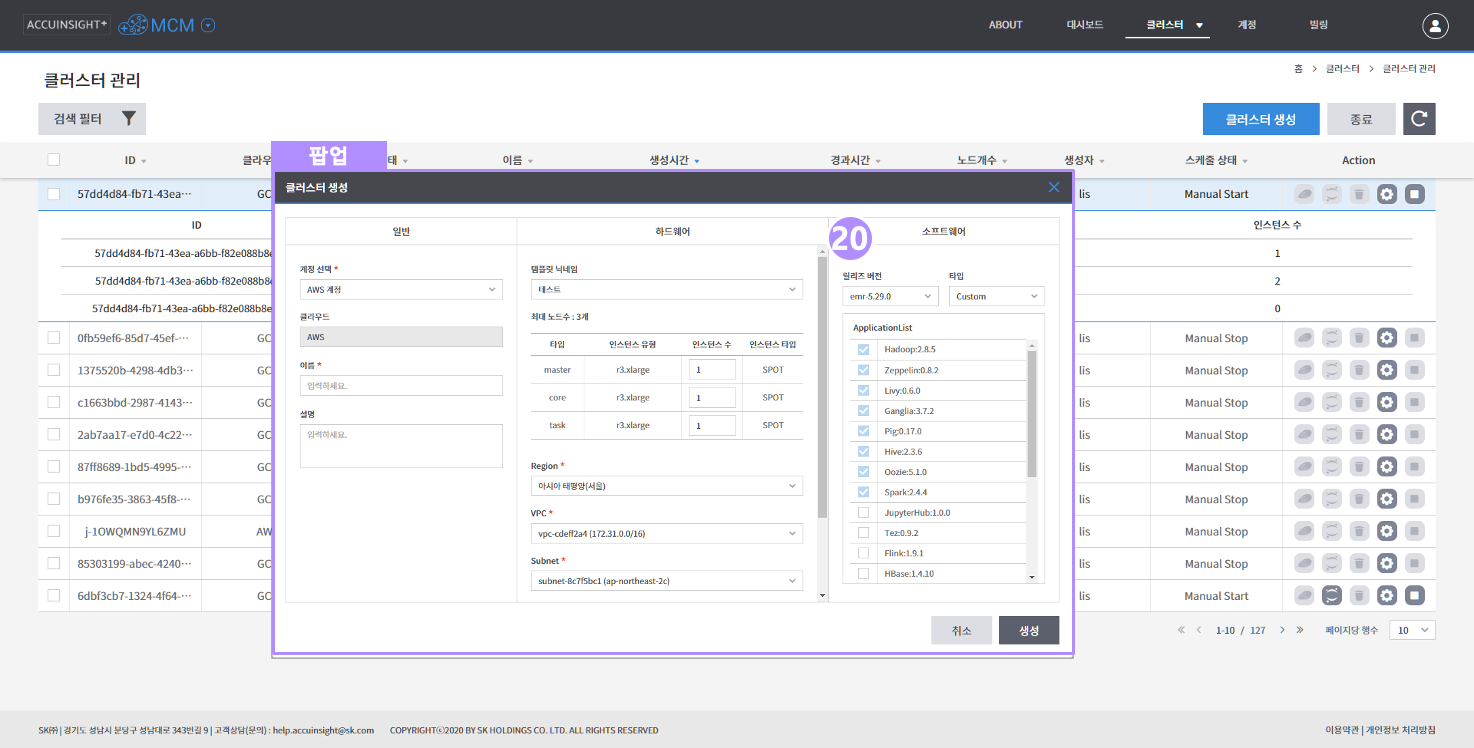 ACCUINSIGHT+ MCM ABOUT 대시보드 클러스터 계정 빌링
클러스터 관리
홈 > 클러스터 > 클러스터 관리
검색 필터 클러스터 생성 종료
ID 클라우 팝업 태 이름 생성시간 경과시간 노드개수 생성자 스케줄 상태 Action
57dd4d84-fb71-43ea··· GC lis Manual Start
ID 인스턴스 수
57dd4d84-fb71-43ea-a6bb-f82e088b8e 1
57dd4d84-fb71-43ea-a6bb-f82e088b8e 2
57dd4d84-fb71-43ea-a6bb-f82e088b8e 0
0fb59ef6-85d7-45ef-··· GC lis Manual Stop
1375520b-4298-4db3··· GC lis Manual Stop
c1663bbd-2987-4143··· GC lis Manual Stop
2ab7aa17-e7d0-4c22··· GC lis Manual Stop
87ff8689-1bd5-4995-··· GC lis Manual Stop
b976fe35-3863-45f8-··· GC lis Manual Stop
j-1OWQMN9YL6ZMU AW lis Manual Stop
85303199-abec-4240··· GC lis Manual Stop
6dbf3cb7-1324-4f64-··· GC lis Manual Start
클러스터 생성
일반
계정 선택 *
AWS 계정
클라우드
AWS
이름 *
입력하세요.
설명
입력하세요.
하드웨어
템플릿 닉네임
테스트
최대 노드수 : 3개
타입 인스턴스 유형 인스턴스 수 인스턴스 타입
master r3.xlarge 1 SPOT
core r3.xlarge 1 SPOT
task r3.xlarge 1 SPOT
Region *
아시아 태평양(서울)
VPC *
vpc-cdeff2a4 (172.31.0.0/16)
Subnet *
subnet-8c7f5bc1 (ap-northeast-2c)
20
소프트웨어
릴리즈 버전 타입
emr-5.29.0 Custom
ApplicationList
Hadoop:2.8.5
Zeppelin:0.8.2
Livy:0.6.0
Ganglia:3.7.2
Pig:0.17.0
Hive:2.3.6
Oozie:5.1.0
Spark:2.4.4
JupyterHub:1.0.0
Tez:0.9.2
Flink:1.9.1
HBase:1.4.10
취소 생성
1-10 / 127 페이지당 행수 10
SK㈜ | 경기도 성남시 분당구 성남대로 343번길 9 | 고객상담(문의) : help.accuinsight@sk.com COPYRIGHTⓒ2020 BY SK HOLDINGS CO. LTD. ALL RIGHTS RESERVED 이용약관 | 개인정보 처리방침